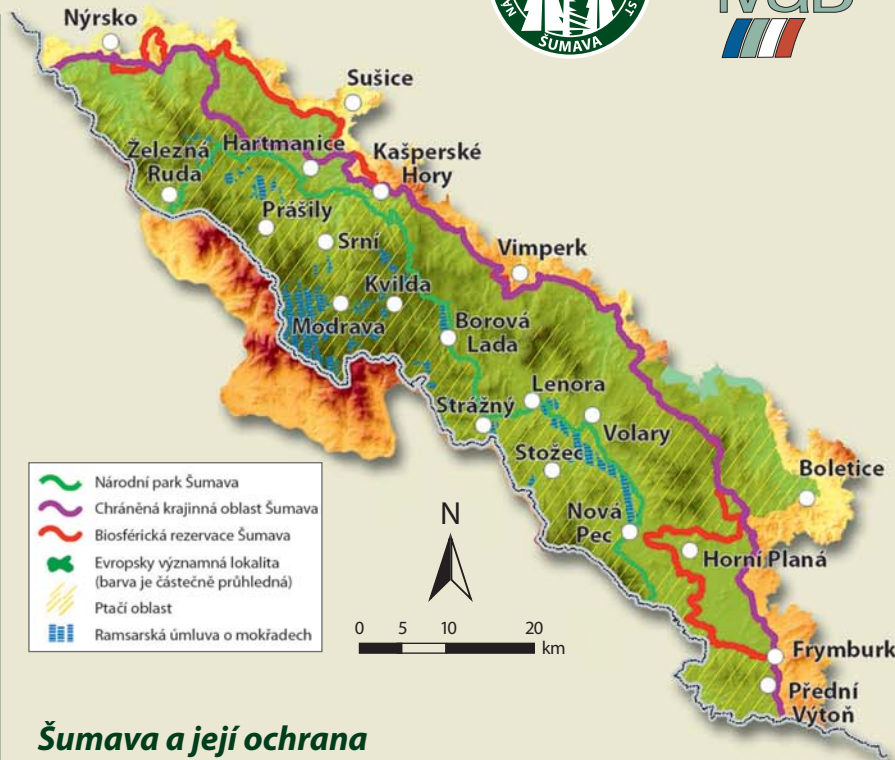 NÁ
ST
ŠUMAVA
Nýrsko
Sušice
Železná
Ruda
Hartmanice
Kašperské
Hory
Prášily
Srní
Vimperk
Kvilda
Modrava
Borová
Lada
Lenora
Strážný
Volary
Stožec
Boletice
Nová
Pec
Horní Planá
Frymburk
Přední
Výtoň
Národní park Šumava
Chráněná krajinná oblast Šumava
Biosférická rezervace Šumava
Evropsky významná lokalita
(barva je částečně průhledná)
Ptačí oblast
Ramsarská úmluva o mokřadech
N
0 5 10 20
km
Šumava a její ochrana